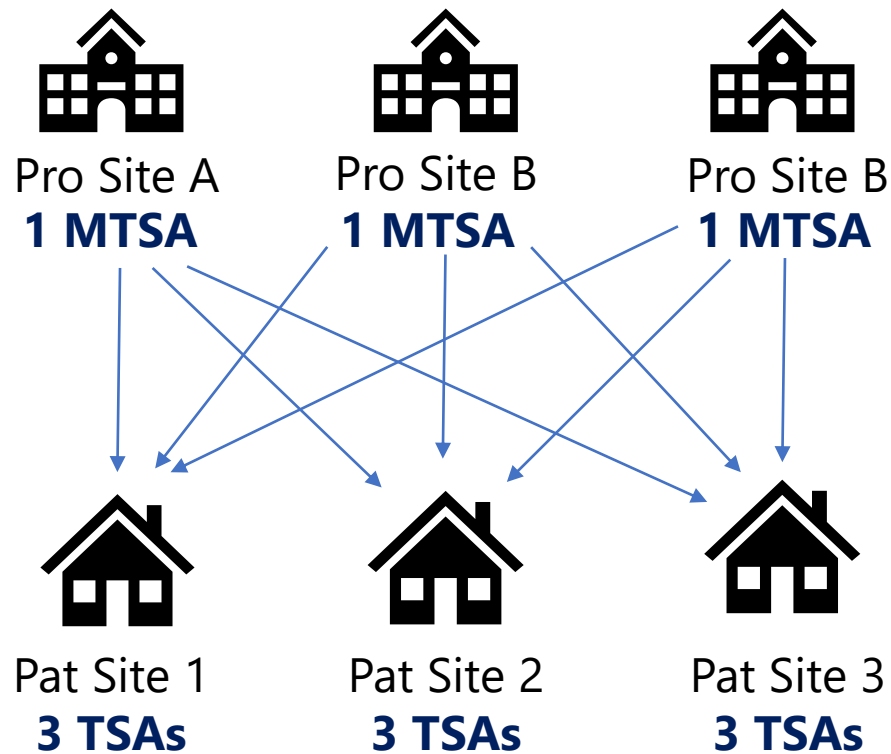 Pro Site A
1 MTSA
Pro Site B
1 MTSA
Pro Site B
1 MTSA
Pat Site 1
3 TSAs
Pat Site 2
3 TSAs
Pat Site 3
3 TSAs